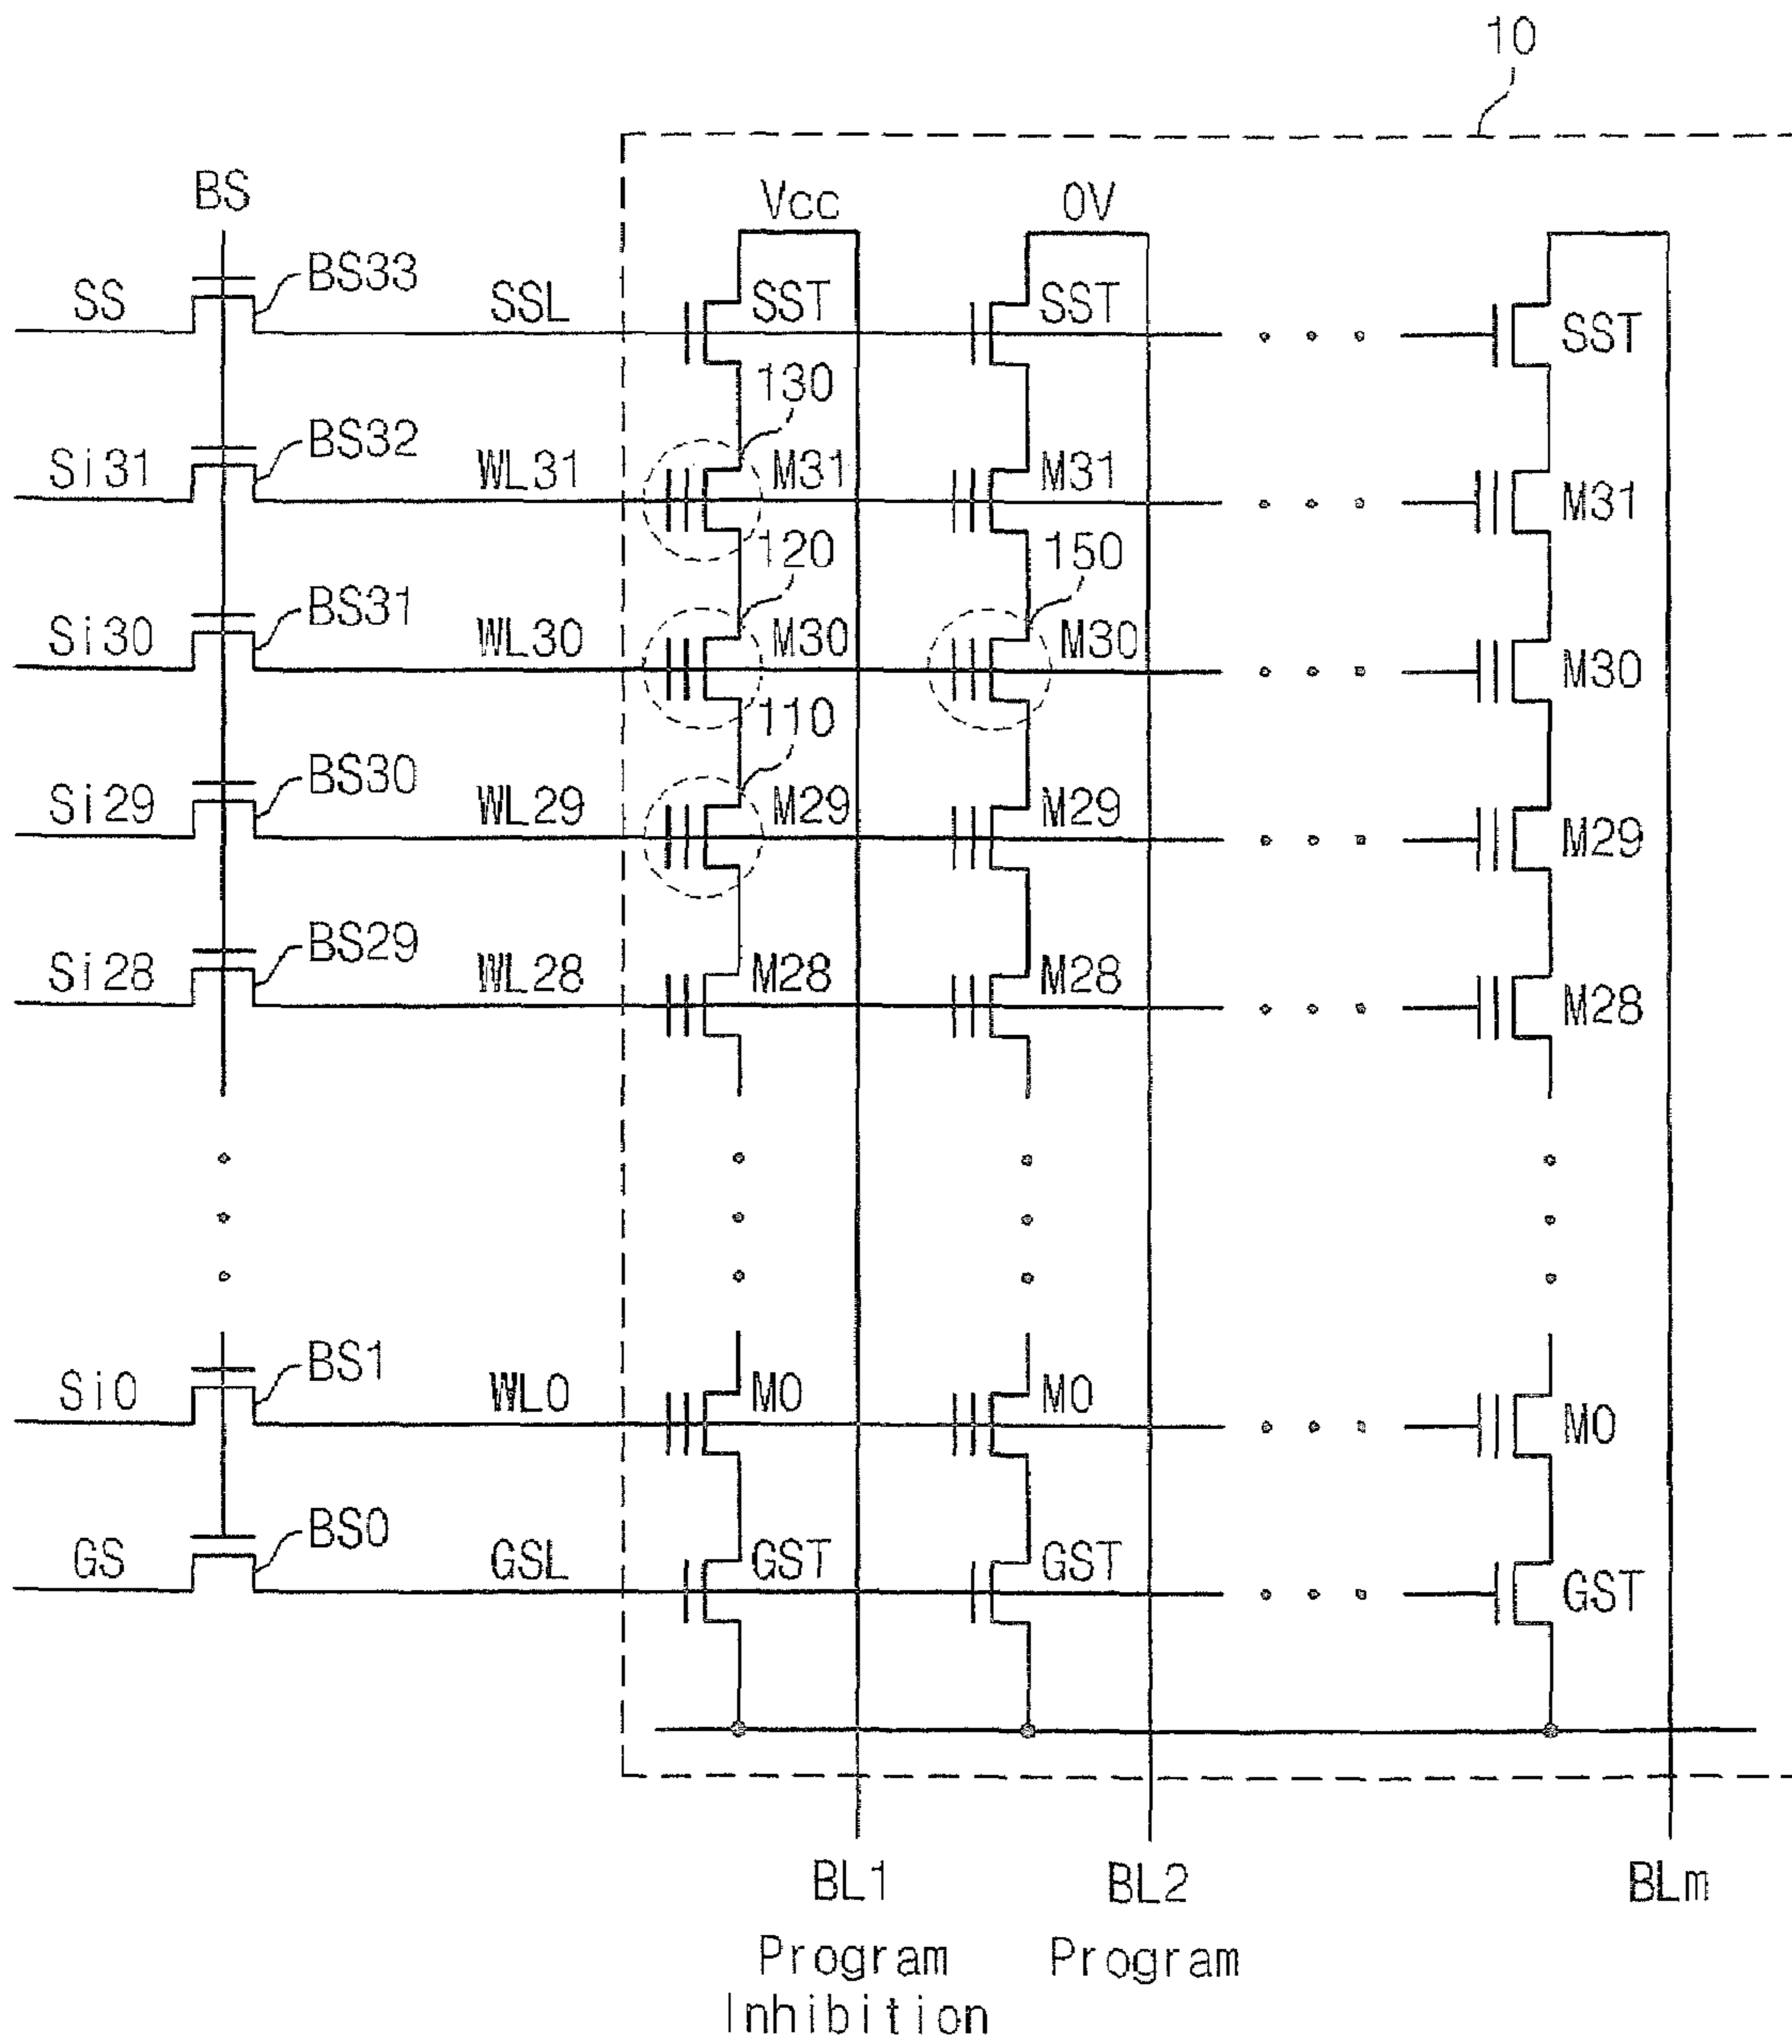 10
BS Vcc 0V
SS BS33 SSL SST SST SST
130
Si31 BS32 WL31 M31 M31 M31
120 150
Si30 BS31 WL30 M30 M30 M30
110
Si29 BS30 WL29 M29 M29 M29
Si28 BS29 WL28 M28 M28 M28
Si0 BS1 WL0 M0 M0 M0
GS BS0 GSL GST GST GST
BL1 BL2 BLm
Program Program
Inhibition